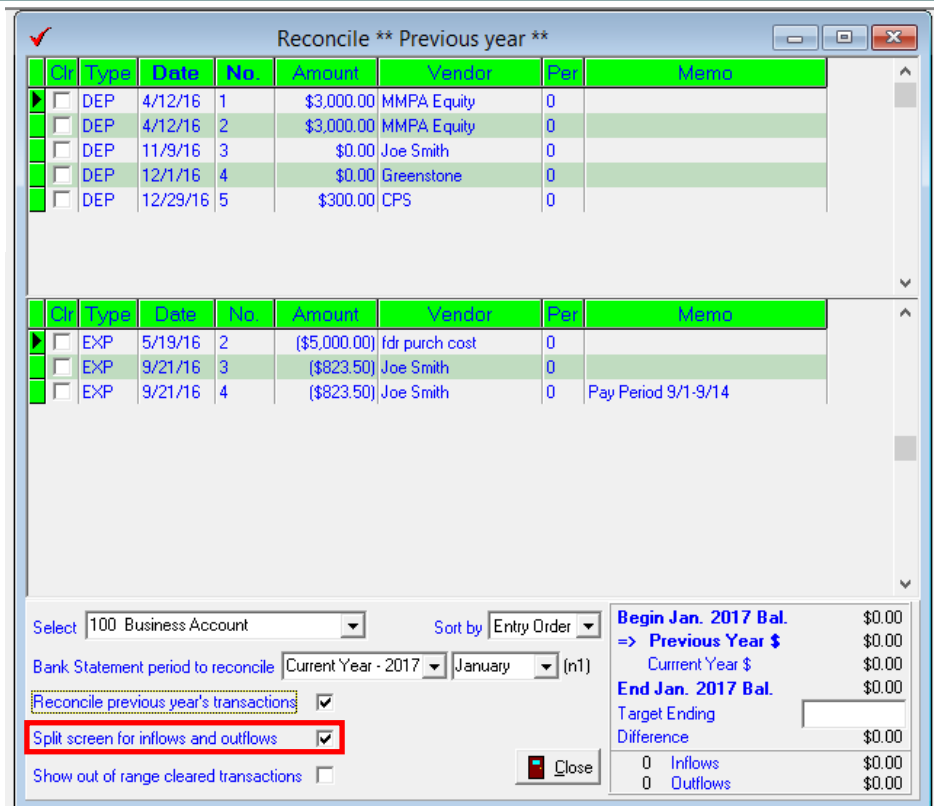 Reconcile ** Previous year **
Clr Type Date No. Amount Vendor Per Memo
DEP 4/12/16 1 $3,000.00 MMPA Equity 0
DEP 4/12/16 2 $3,000.00 MMPA Equity 0
DEP 11/9/16 3 $0.00 Joe Smith 0
DEP 12/1/16 4 $0.00 Greenstone 0
DEP 12/29/16 5 $300.00 CPS 0
Clr Type Date No. Amount Vendor Per Memo
EXP 5/19/16 2 ($5,000.00) fdr purch cost 0
EXP 9/21/16 3 ($823.50) Joe Smith 0
EXP 9/21/16 4 ($823.50) Joe Smith 0 Pay Period 9/1-9/14
Select 100 Business Account Sort by Entry Order
Bank Statement period to reconcile Current Year - 2017 January (n1)
Reconcile previous year's transactions
Split screen for inflows and outflows
Show out of range cleared transactions
Close
Begin Jan. 2017 Bal. $0.00
=> Previous Year $ $0.00
Currrent Year $ $0.00
End Jan. 2017 Bal. $0.00
Target Ending
Difference $0.00
0 Inflows $0.00
0 Outflows $0.00